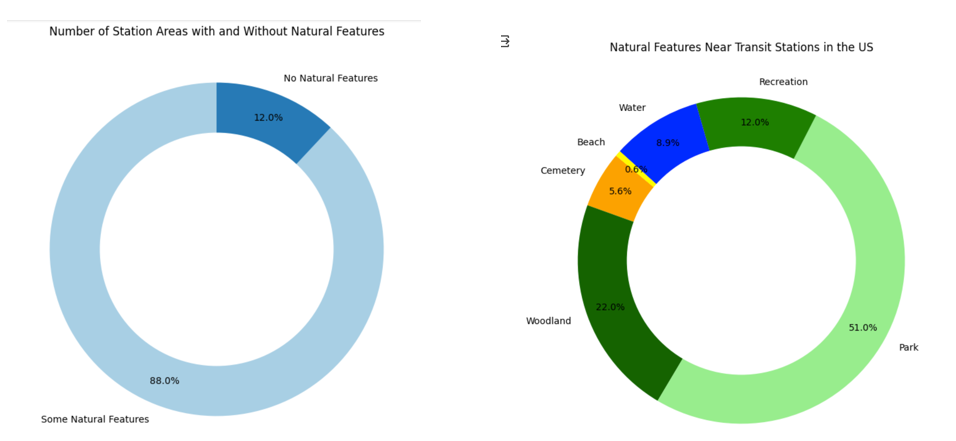 Number of Station Areas with and Without Natural Features
No Natural Features
12.0%
88.0%
Some Natural Features
Natural Features Near Transit Stations in the US
Recreation
Water
12.0%
8.9%
Beach
0.6%
Cemetery
5.6%
22.0%
Woodland
51.0%
Park